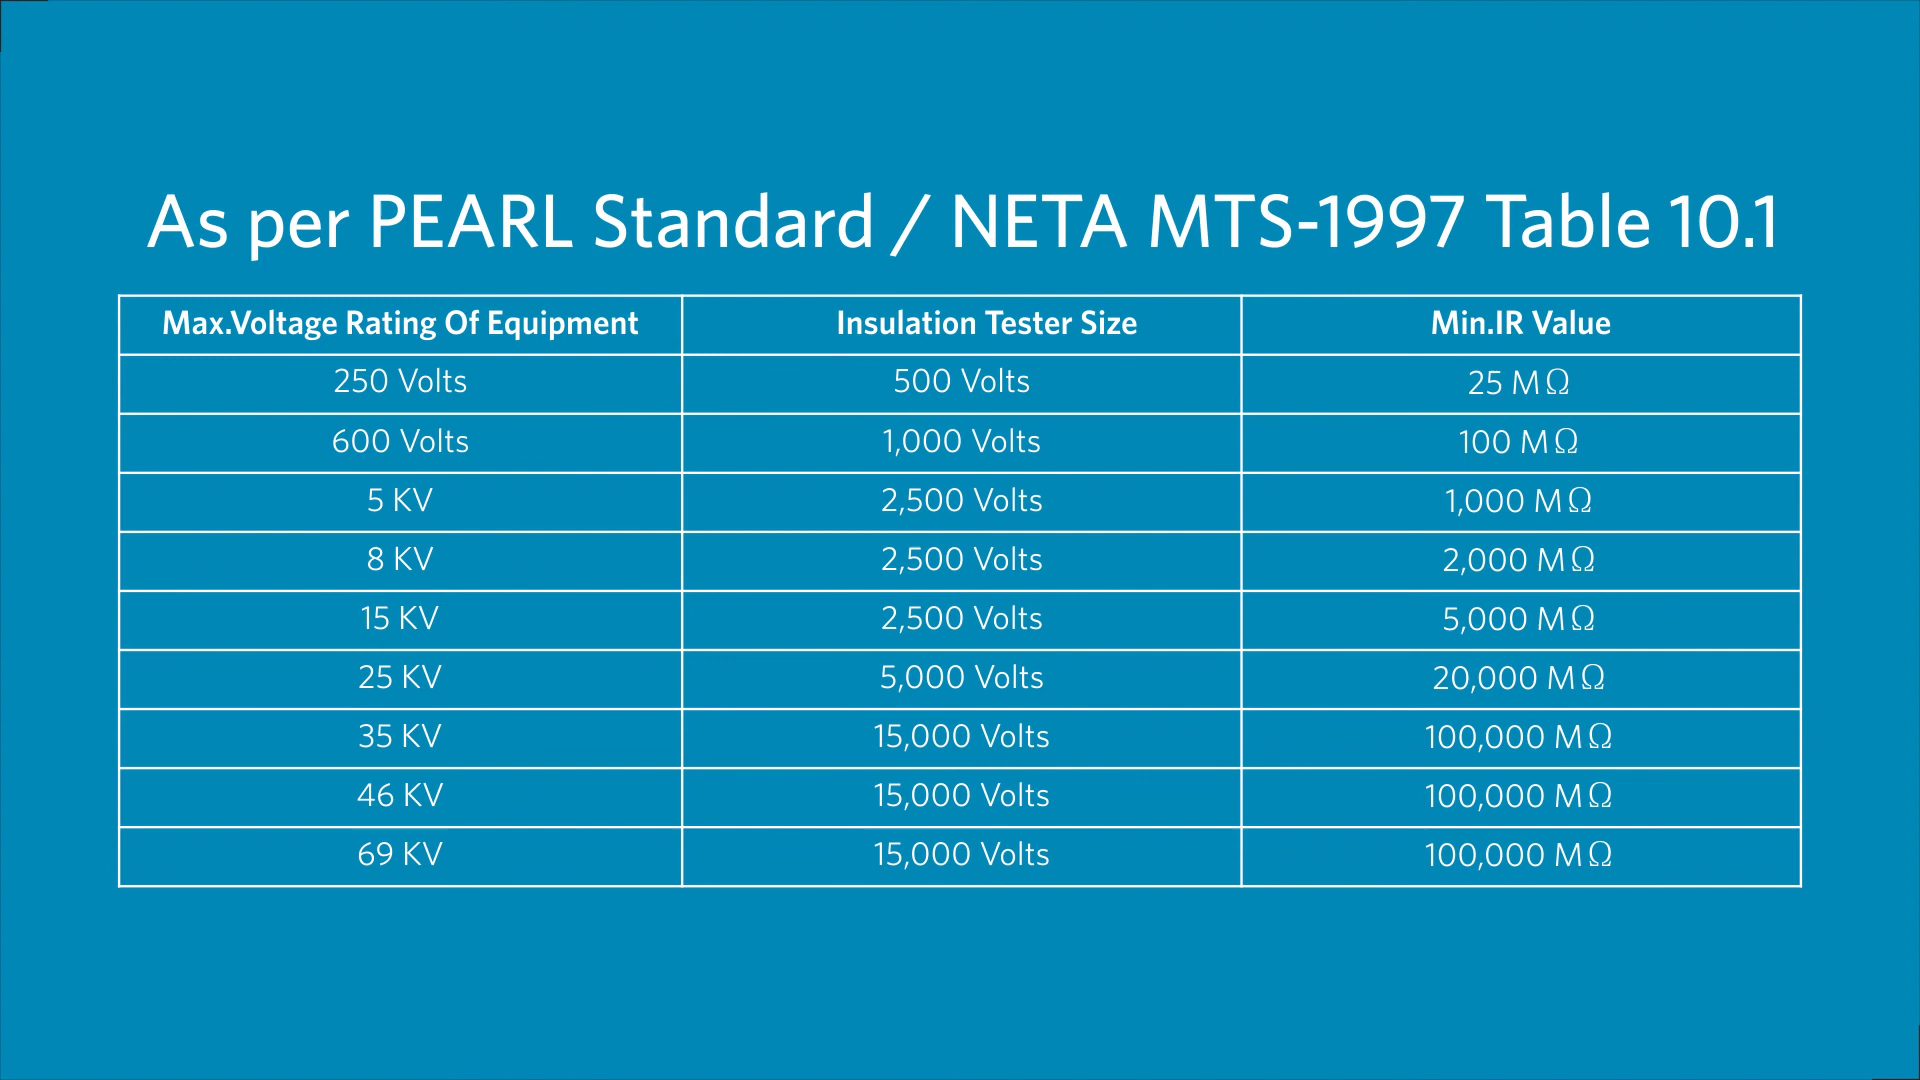 As per PEARL Standard / NETA MTS-1997 Table 10.1
Max.Voltage Rating Of Equipment Insulation Tester Size Min.IR Value
250 Volts 500 Volts 25 MΩ
600 Volts 1,000 Volts 100 MΩ
5 KV 2,500 Volts 1,000 MΩ
8 KV 2,500 Volts 2,000 MΩ
15 KV 2,500 Volts 5,000 MΩ
25 KV 5,000 Volts 20,000 MΩ
35 KV 15,000 Volts 100,000 MΩ
46 KV 15,000 Volts 100,000 MΩ
69 KV 15,000 Volts 100,000 MΩ